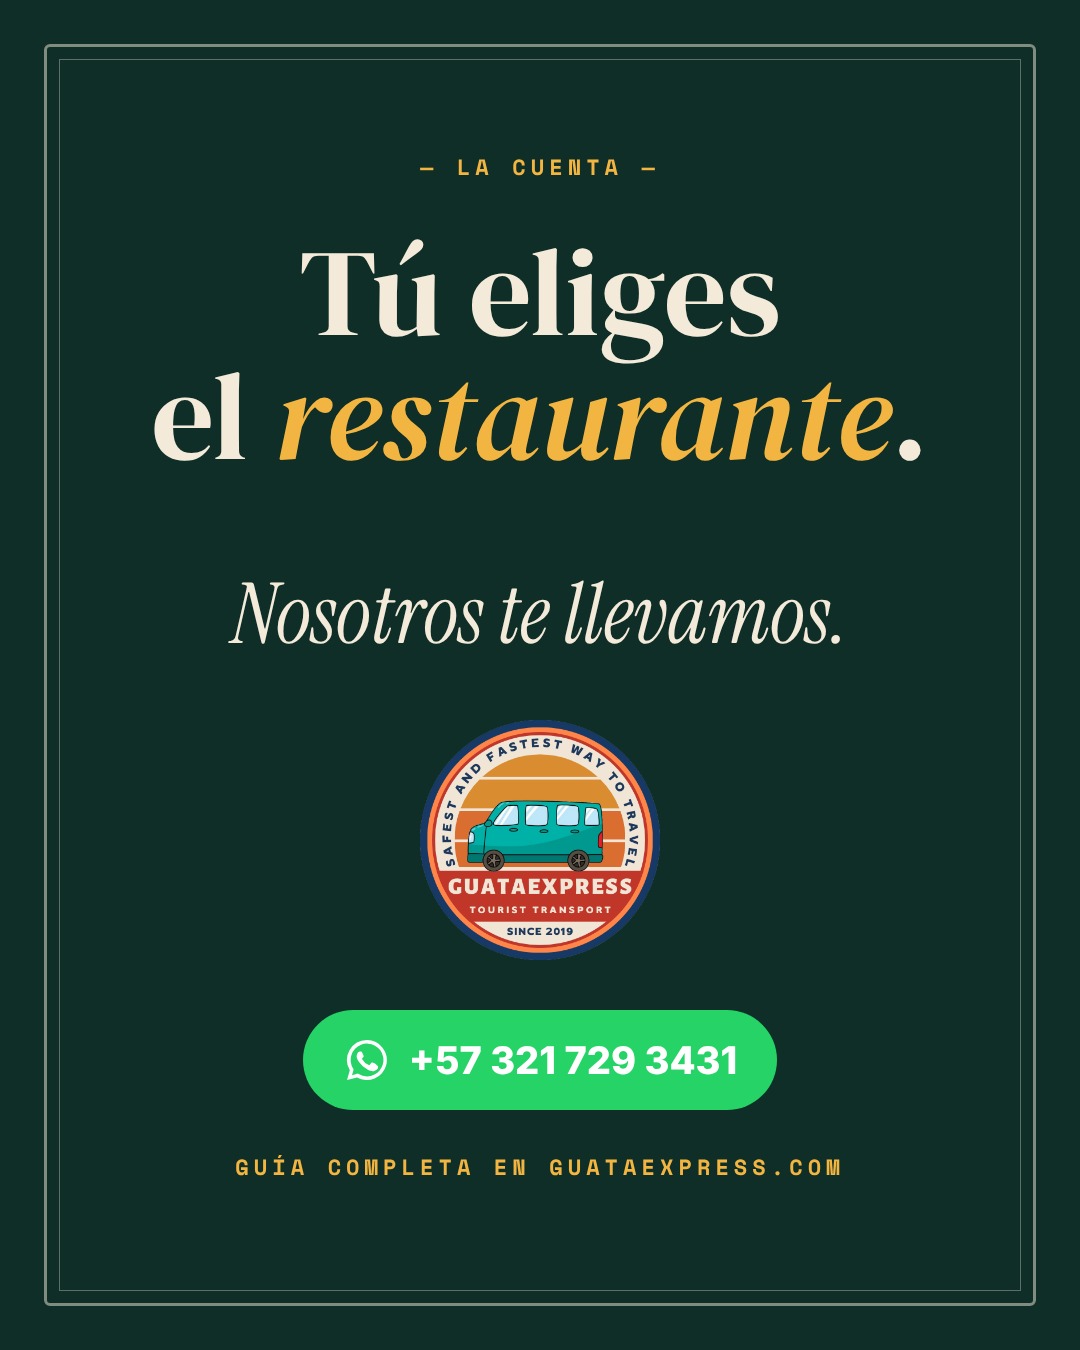 — LA CUENTA —
Tú eliges
el restaurante.
Nosotros te llevamos.
SAFEST AND FASTEST WAY TO TRAVEL
GUATAEXPRESS
TOURIST TRANSPORT
SINCE 2019
+57 321 729 3431
GUÍA COMPLETA EN GUATAEXPRESS.COM